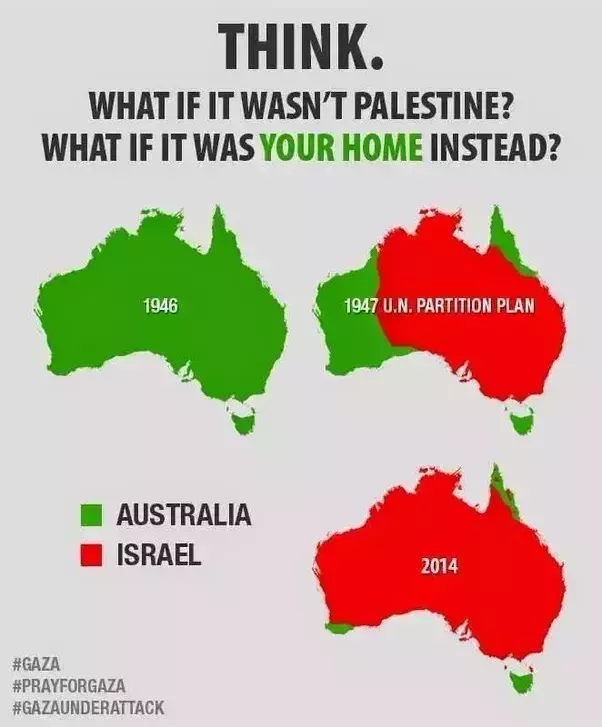 THINK.
WHAT IF IT WASN'T PALESTINE?
WHAT IF IT WAS YOUR HOME INSTEAD?
1946
1947 U.N. PARTITION PLAN
AUSTRALIA
ISRAEL
2014
#GAZA
#PRAYFORGAZA
#GAZAUNDERATTACK